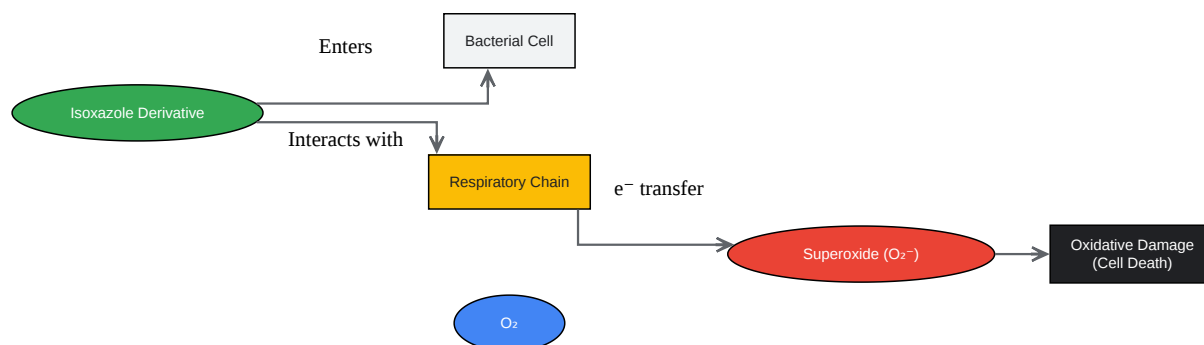 Enters
Bacterial Cell
Isoxazole Derivative
Interacts with
Respiratory Chain
e⁻ transfer
Superoxide (O₂⁻)
Oxidative Damage
(Cell Death)
O₂